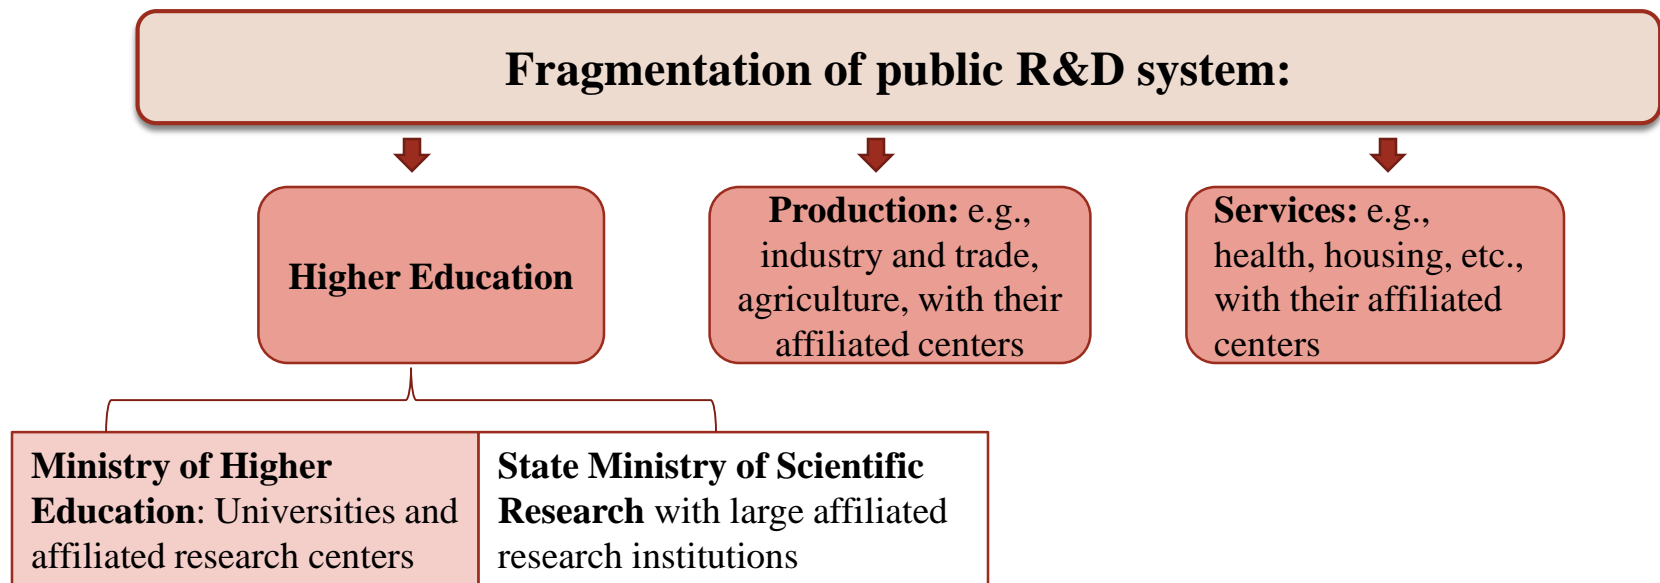 Fragmentation of public R&D system:
Higher Education
Production: e.g.,
industry and trade,
agriculture, with their
affiliated centers
Services: e.g.,
health, housing, etc.,
with their affiliated
centers
Ministry of Higher
Education: Universities and
affiliated research centers
State Ministry of Scientific
Research with large affiliated
research institutions